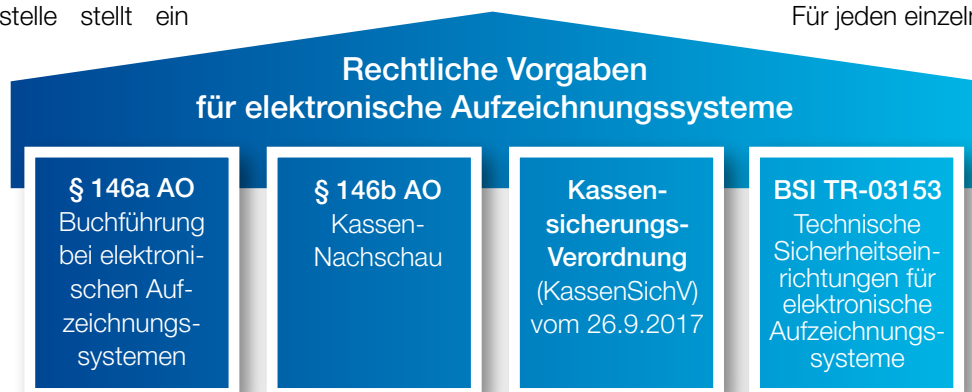 stelle stellt ein
Für jeden einzeln
Rechtliche Vorgaben
für elektronische Aufzeichnungssysteme
§ 146a AO
Buchführung
bei elektroni-
schen Auf-
zeichnungs-
systemen
§ 146b AO
Kassen-
Nachschau
Kassen-
sicherungs-
Verordnung
(KassenSichV)
vom 26.9.2017
BSI TR-03153
Technische
Sicherheitsein-
richtungen für
elektronische
Aufzeichnungs-
systeme